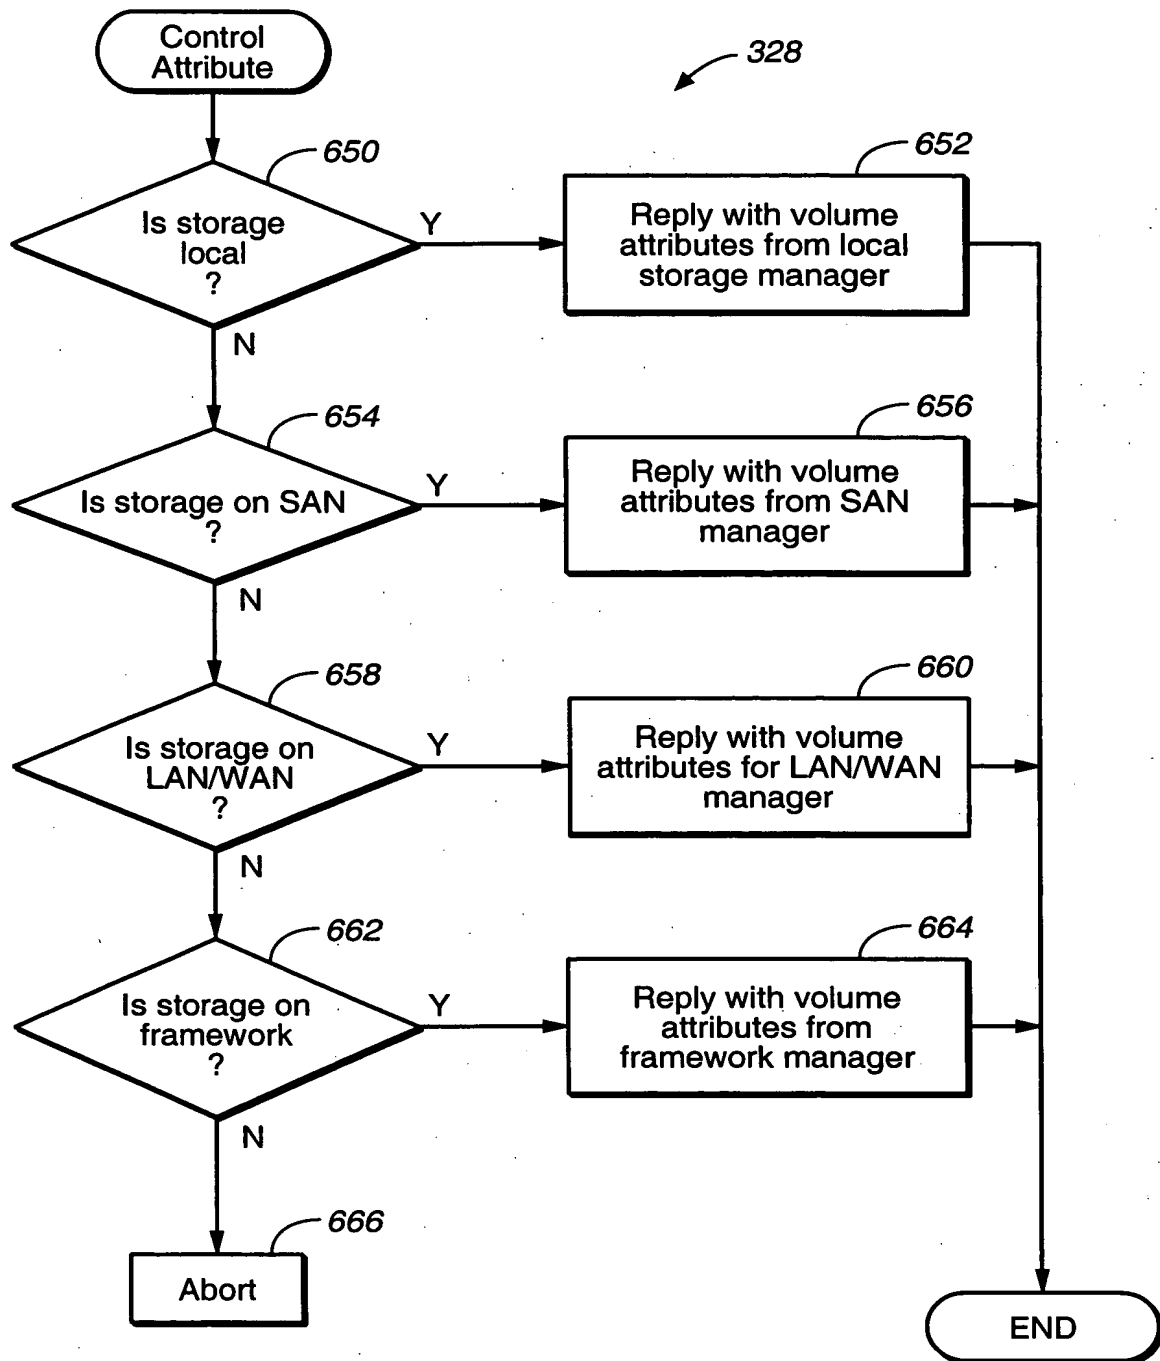 Control
Attribute
328
650
Is storage
local
?
Y
N
652
Reply with volume
attributes from local
storage manager
654
Is storage on SAN
?
Y
N
656
Reply with volume
attributes from SAN
manager
658
Is storage on
LAN/WAN
?
Y
N
660
Reply with volume
attributes for LAN/WAN
manager
662
Is storage on
framework
?
Y
N
664
Reply with volume
attributes from
framework manager
666
Abort
END